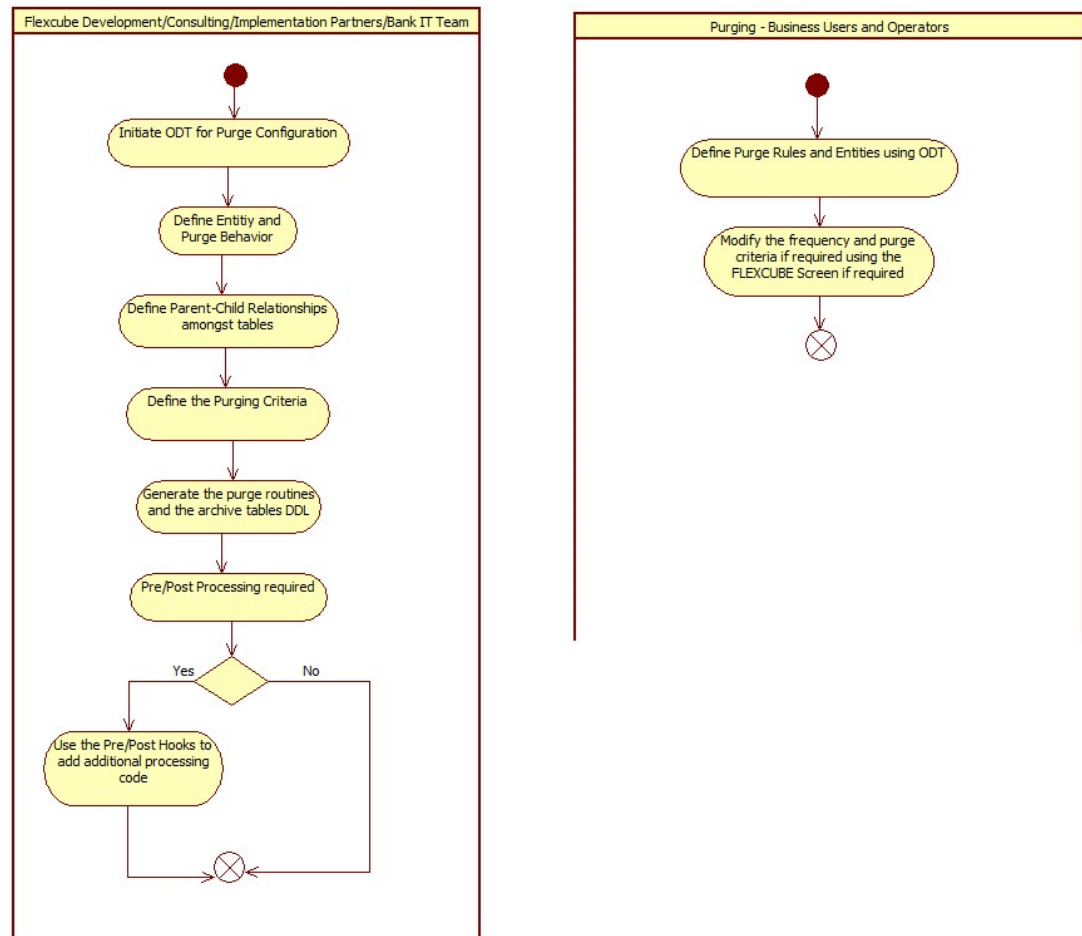 Flexcube Development/Consulting/Implementation Partners/Bank IT Team
Initiate ODT for Purge Configuration
Define Entitiy and
Purge Behavior
Define Parent-Child Relationships
amongst tables
Define the Purging Criteria
Generate the purge routines
and the archive tables DDL
Pre/Post Processing required
Yes
No
Use the Pre/Post Hooks to
add additional processing
code
Purging - Business Users and Operators
Define Purge Rules and Entities using ODT
Modify the frequency and purge
criteria if required using the
FLEXCUBE Screen if required